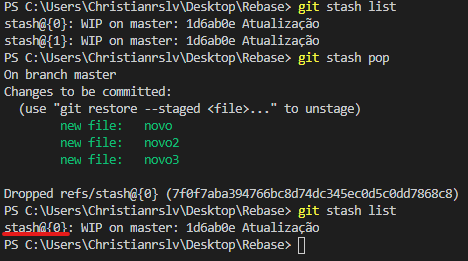 PS C:\Users\Christianrslv\Desktop\Rebase> git stash list
stash@{0}: WIP on master: 1d6ab0e Atualização
stash@{1}: WIP on master: 1d6ab0e Atualização
PS C:\Users\Christianrslv\Desktop\Rebase> git stash pop
On branch master
Changes to be committed:
  (use "git restore --staged <file>..." to unstage)
        new file:   novo
        new file:   novo2
        new file:   novo3

Dropped refs/stash@{0} (7f0f7aba394766bc8d74dc345ec0d5c0dd7868c8)
PS C:\Users\Christianrslv\Desktop\Rebase> git stash list
stash@{0}: WIP on master: 1d6ab0e Atualização
PS C:\Users\Christianrslv\Desktop\Rebase>